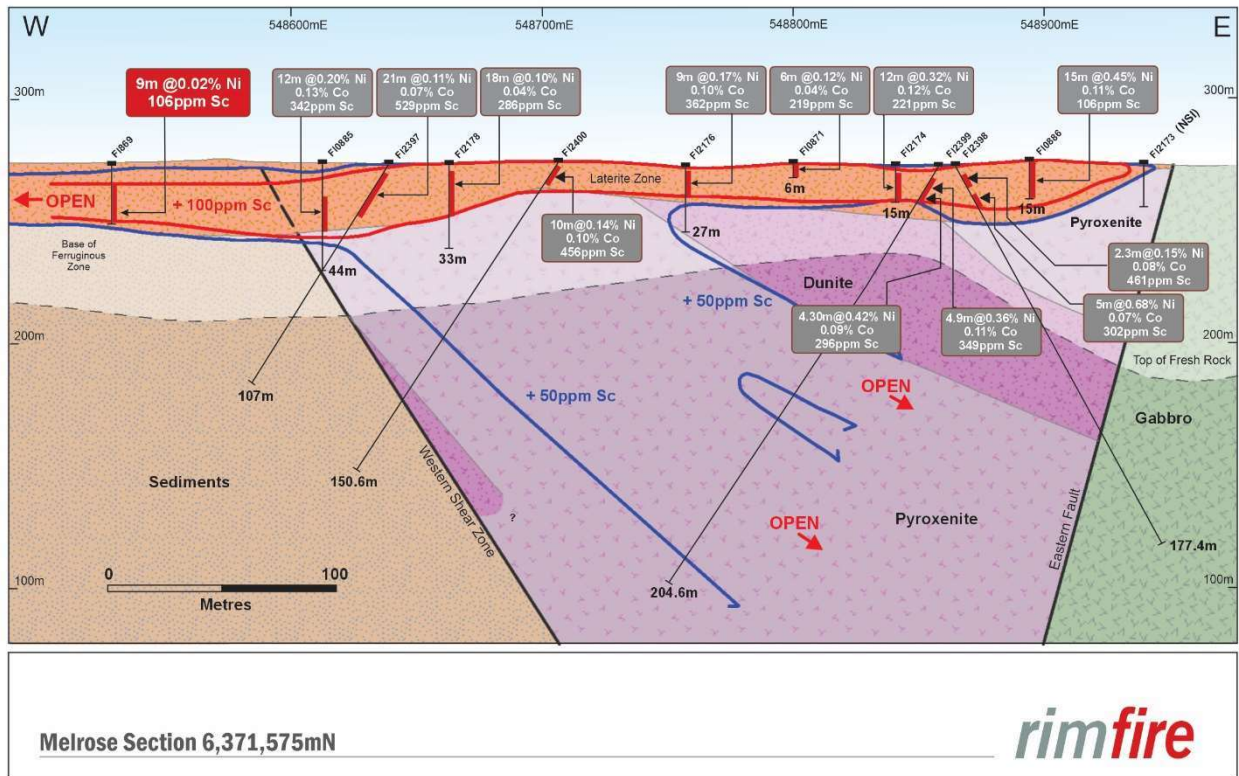 W
548600mE
548700mE
548800mE
548900mE
E
300m
300m
9m @0.02% Ni
106ppm Sc
12m @0.20% Ni
0.13% Co
342ppm Sc
21m @0.11% Ni
0.07% Co
529ppm Sc
18m @0.10% Ni
0.04% Co
286ppm Sc
9m @0.17% Ni
0.10% Co
362ppm Sc
6m @0.12% Ni
0.04% Co
219ppm Sc
12m @0.32% Ni
0.12% Co
221ppm Sc
15m @0.45% Ni
0.11% Co
106ppm Sc
FI869
FI0885
FI2397
FI2178
FI2400
FI2176
FI0871
FI2174
FI2399
FI2398
FI0886
FI2173 (NSI)
OPEN
+ 100ppm Sc
Laterite Zone
6m
15m
15m
Base of
Ferruginous
Zone
44m
33m
10m@0.14% Ni
0.10% Co
456ppm Sc
27m
Pyroxenite
2.3m@0.15% Ni
0.08% Co
461ppm Sc
Dunite
+ 50ppm Sc
4.30m@0.42% Ni
0.09% Co
296ppm Sc
4.9m@0.36% Ni
0.11% Co
349ppm Sc
5m@0.68% Ni
0.07% Co
302ppm Sc
200m
200m
Top of Fresh Rock
107m
+ 50ppm Sc
OPEN
Gabbro
Sediments
150.6m
Western Shear Zone
?
Pyroxenite
OPEN
Eastern Fault
177.4m
0
100
Metres
100m
204.6m
100m
Melrose Section 6,371,575mN
rimfire